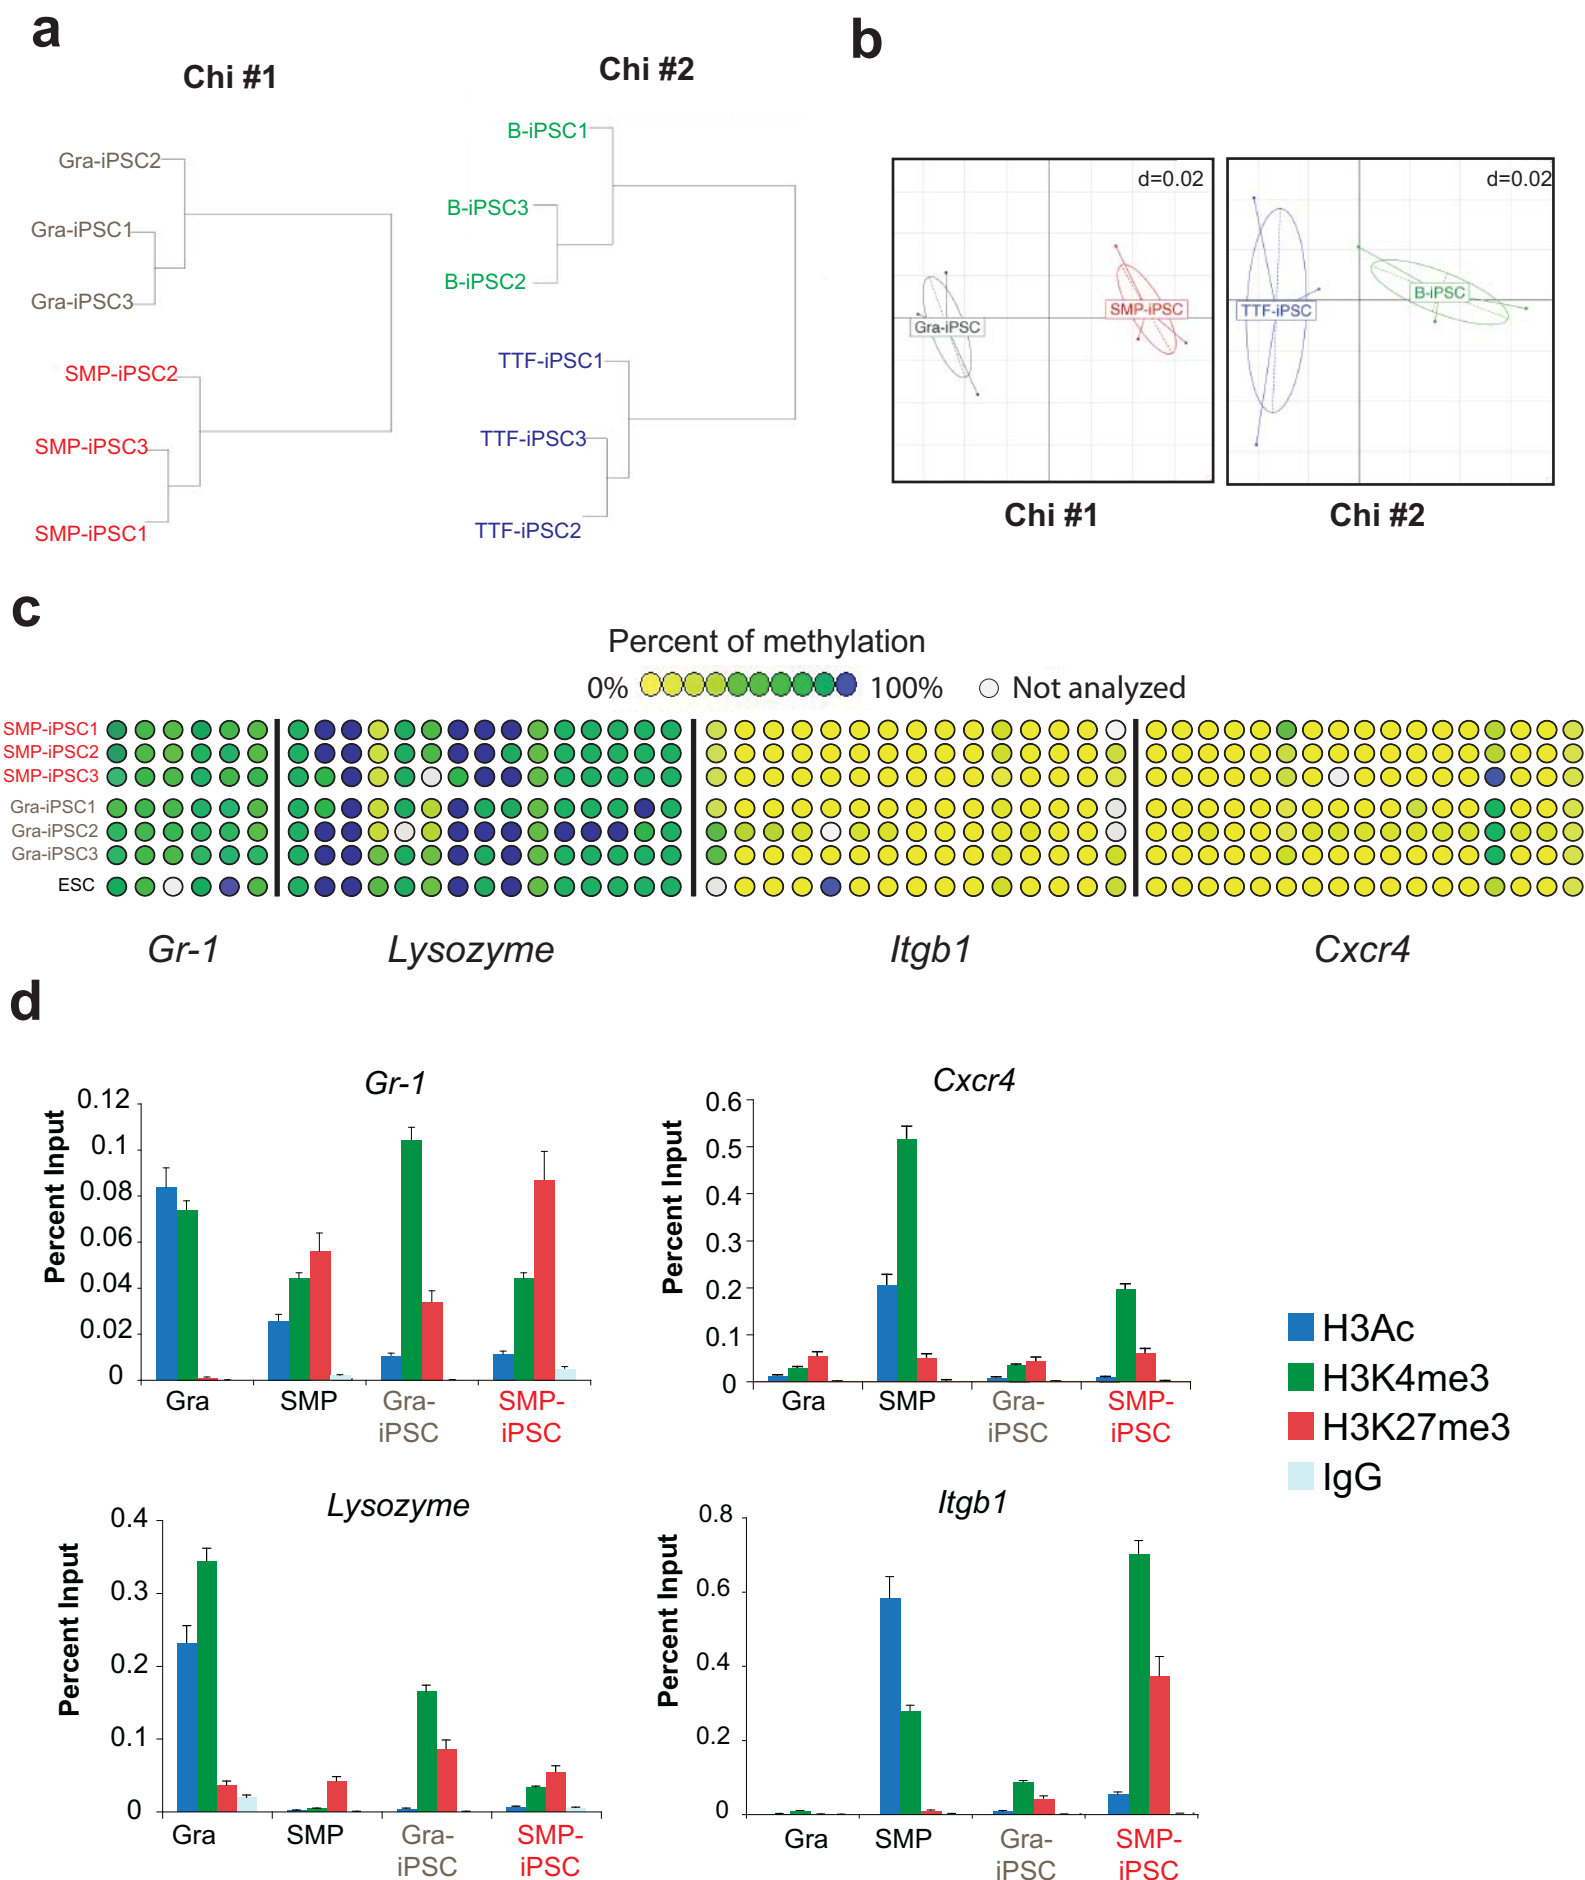 a
Chi #1
Chi #2
Gra-iPSC2
Gra-iPSC1
Gra-iPSC3
SMP-iPSC2
SMP-iPSC3
SMP-iPSC1
B-iPSC1
B-iPSC3
B-iPSC2
TTF-iPSC1
TTF-iPSC3
TTF-iPSC2
b
d=0.02
Gra-iPSC
SMP-iPSC
Chi #1
d=0.02
TTF-iPSC
B-iPSC
Chi #2
c
Percent of methylation
0%
100%
Not analyzed
SMP-iPSC1
SMP-iPSC2
SMP-iPSC3
Gra-iPSC1
Gra-iPSC2
Gra-iPSC3
ESC
Gr-1
Lysozyme
Itgb1
Cxcr4
d
Gr-1
Percent Input
0.12
0.1
0.08
0.06
0.04
0.02
0
Gra
SMP
Gra-
iPSC
SMP-
iPSC
Cxcr4
Percent Input
0.6
0.5
0.4
0.3
0.2
0.1
0
Gra
SMP
Gra-
iPSC
SMP-
iPSC
H3Ac
H3K4me3
H3K27me3
IgG
Lysozyme
Percent Input
0.4
0.3
0.2
0.1
0
Gra
SMP
Gra-
iPSC
SMP-
iPSC
Itgb1
Percent Input
0.8
0.6
0.4
0.2
0
Gra
SMP
Gra-
iPSC
SMP-
iPSC